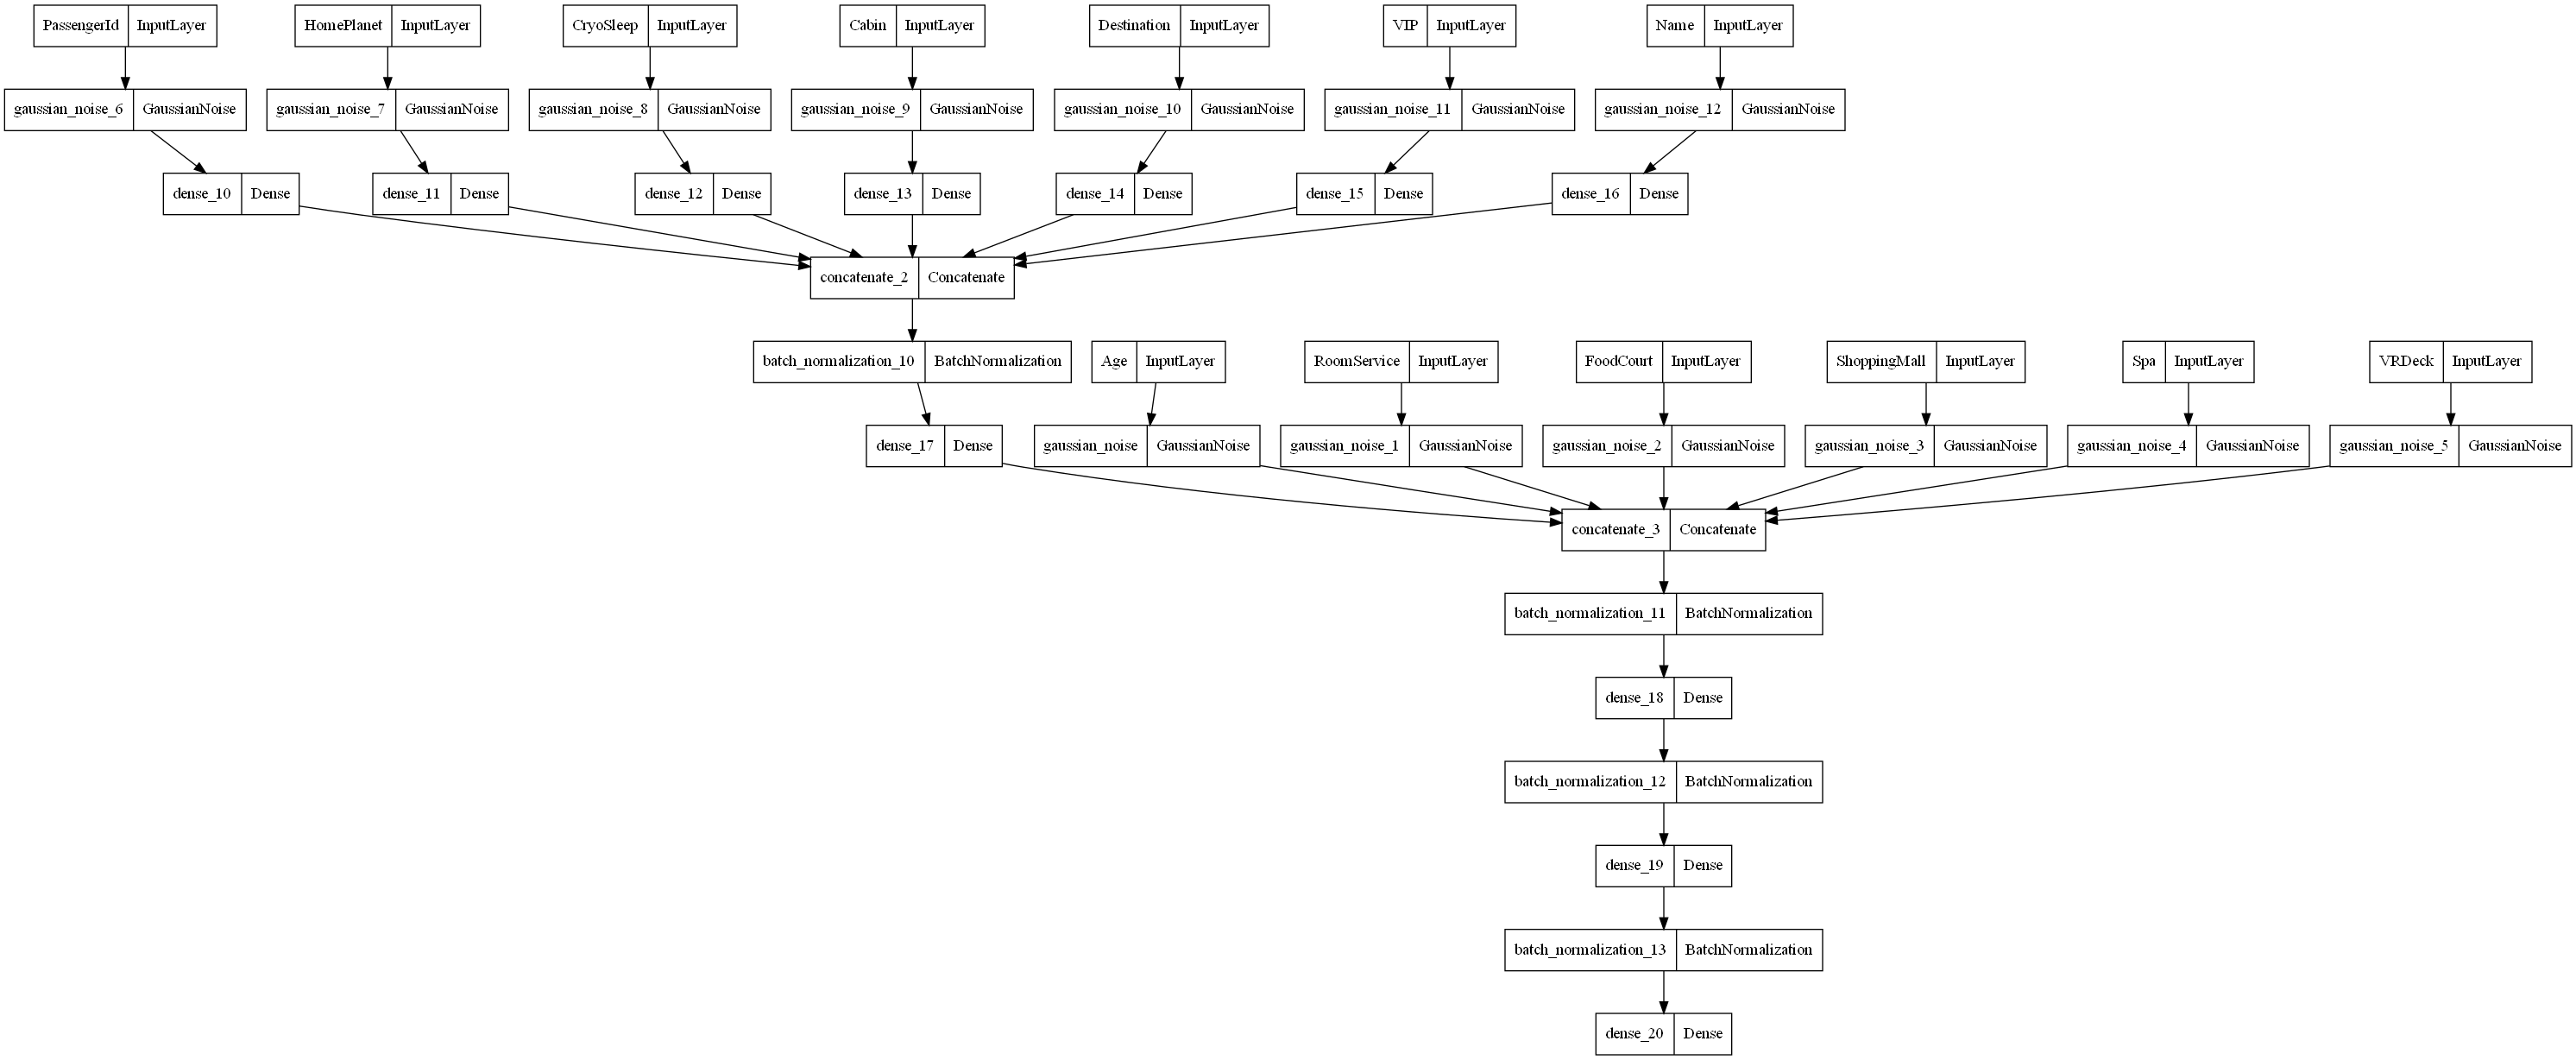 PassengerId InputLayer HomePlanet InputLayer CryoSleep InputLayer Cabin InputLayer Destination InputLayer VIP InputLayer Name InputLayer
gaussian_noise_6 GaussianNoise gaussian_noise_7 GaussianNoise gaussian_noise_8 GaussianNoise gaussian_noise_9 GaussianNoise gaussian_noise_10 GaussianNoise gaussian_noise_11 GaussianNoise gaussian_noise_12 GaussianNoise
dense_10 Dense dense_11 Dense dense_12 Dense dense_13 Dense dense_14 Dense dense_15 Dense dense_16 Dense
concatenate_2 Concatenate
batch_normalization_10 BatchNormalization Age InputLayer RoomService InputLayer FoodCourt InputLayer ShoppingMall InputLayer Spa InputLayer VRDeck InputLayer
dense_17 Dense gaussian_noise GaussianNoise gaussian_noise_1 GaussianNoise gaussian_noise_2 GaussianNoise gaussian_noise_3 GaussianNoise gaussian_noise_4 GaussianNoise gaussian_noise_5 GaussianNoise
concatenate_3 Concatenate
batch_normalization_11 BatchNormalization
dense_18 Dense
batch_normalization_12 BatchNormalization
dense_19 Dense
batch_normalization_13 BatchNormalization
dense_20 Dense